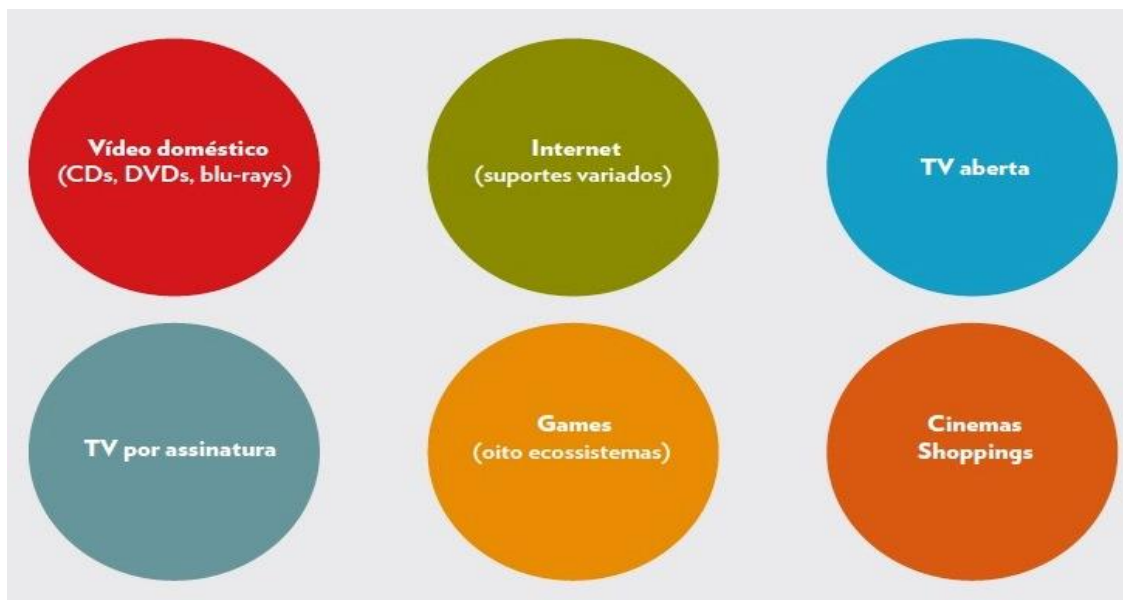 Vídeo doméstico
(CDs, DVDs, blu-rays)
Internet
(suportes variados)
TV aberta
TV por assinatura
Games
(oito ecossistemas)
Cinemas
Shoppings